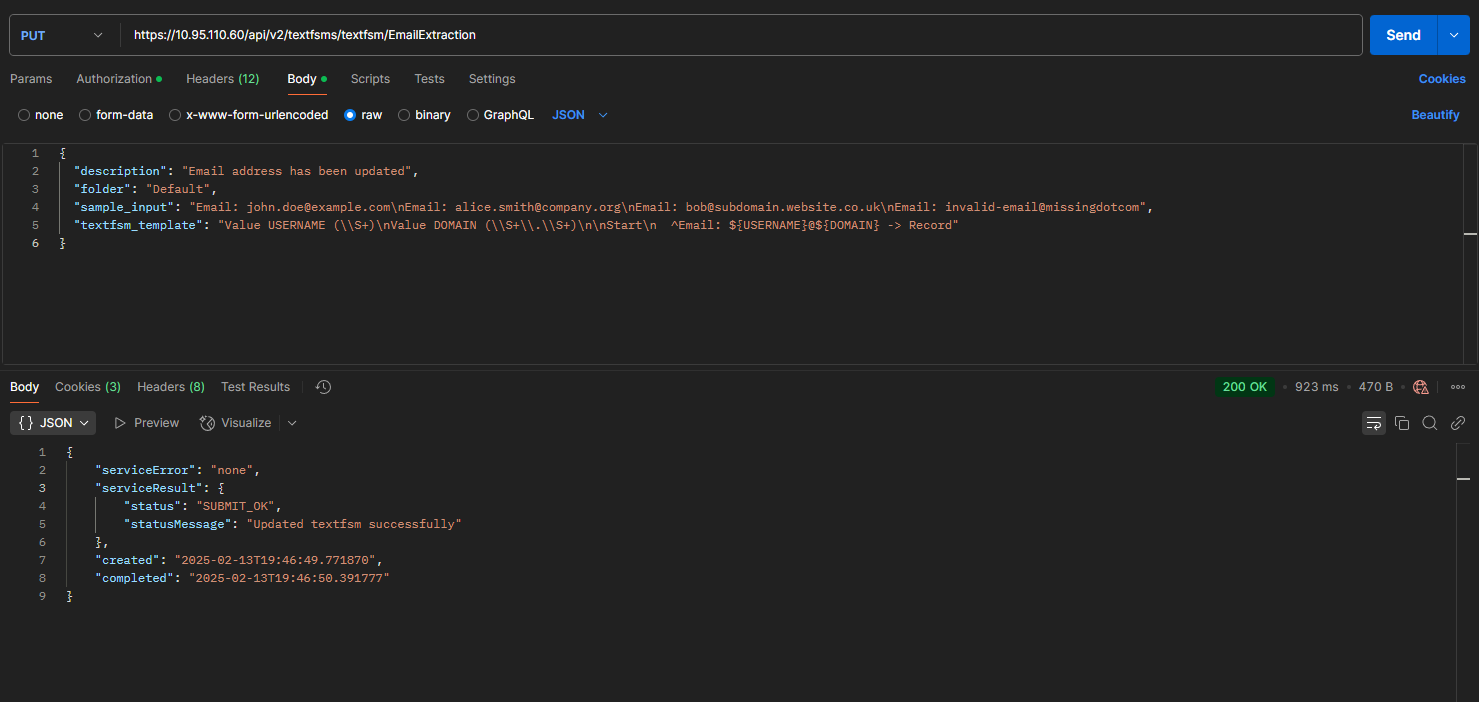 PUT https://10.95.110.60/api/v2/textfsms/textfsm/EmailExtraction Send
Params Authorization Headers (12) Body Scripts Tests Settings Cookies
none form-data x-www-form-urlencoded raw binary GraphQL JSON Beautify
1 {
2 "description": "Email address has been updated",
3 "folder": "Default",
4 "sample_input": "Email: john.doe@example.com\nEmail: alice.smith@company.org\nEmail: bob@subdomain.website.co.uk\nEmail: invalid-email@missingdotcom",
5 "textfsm_template": "Value USERNAME (\\S+)\nValue DOMAIN (\\S+\\.\\S+)\n\nStart\n  ^Email: ${USERNAME}@${DOMAIN} -> Record"
6 }
Body Cookies (3) Headers (8) Test Results 200 OK • 923 ms • 470 B •
{} JSON Preview Visualize
1 {
2 "serviceError": "none",
3 "serviceResult": {
4 "status": "SUBMIT_OK",
5 "statusMessage": "Updated textfsm successfully"
6 },
7 "created": "2025-02-13T19:46:49.771870",
8 "completed": "2025-02-13T19:46:50.391777"
9 }